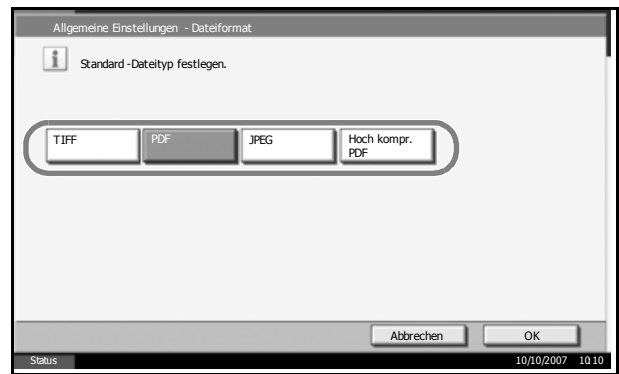 Allgemeine Einstellungen - Dateiformat
Standard -Dateityp festlegen.
TIFF
PDF
JPEG
Hoch kompr.
PDF
Abbrechen
OK
Status
10/10/2007 10:10